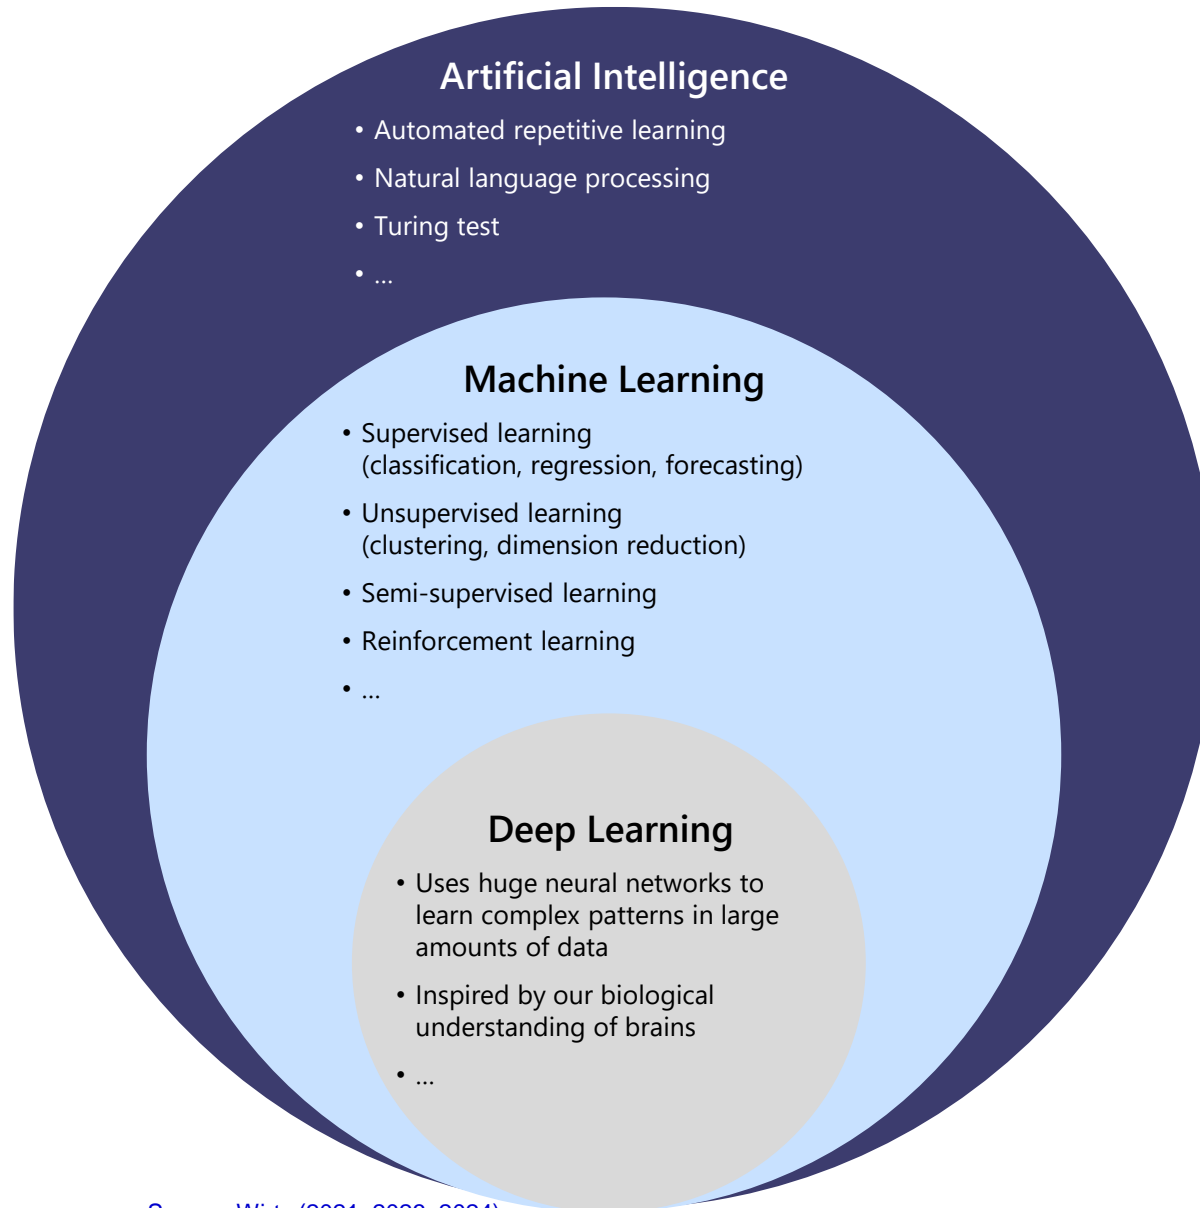 Artificial Intelligence
• Automated repetitive learning
• Natural language processing
• Turing test
• ...
Machine Learning
• Supervised learning
(classification, regression, forecasting)
• Unsupervised learning
(clustering, dimension reduction)
• Semi-supervised learning
• Reinforcement learning
• ...
Deep Learning
• Uses huge neural networks to
learn complex patterns in large
amounts of data
• Inspired by our biological
understanding of brains
• ...